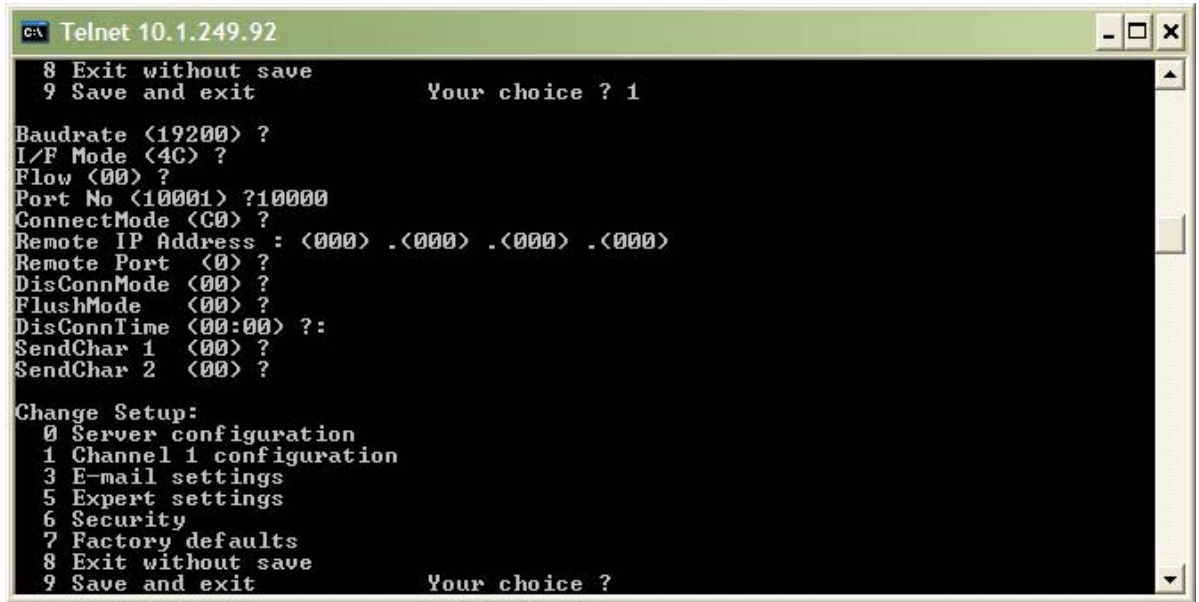 Telnet 10.1.249.92
8 Exit without save
9 Save and exit Your choice ? 1
Baudrate (19200) ?
I/F Mode (4C) ?
Flow (00) ?
Port No (10001) ?10000
ConnectMode (C0) ?
Remote IP Address : (000) .(000) .(000) .(000)
Remote Port (0) ?
DisConnMode (00) ?
FlushMode (00) ?
DisConnTime (00:00) ?:
SendChar 1 (00) ?
SendChar 2 (00) ?
Change Setup:
0 Server configuration
1 Channel 1 configuration
3 E-mail settings
5 Expert settings
6 Security
7 Factory defaults
8 Exit without save
9 Save and exit Your choice ?